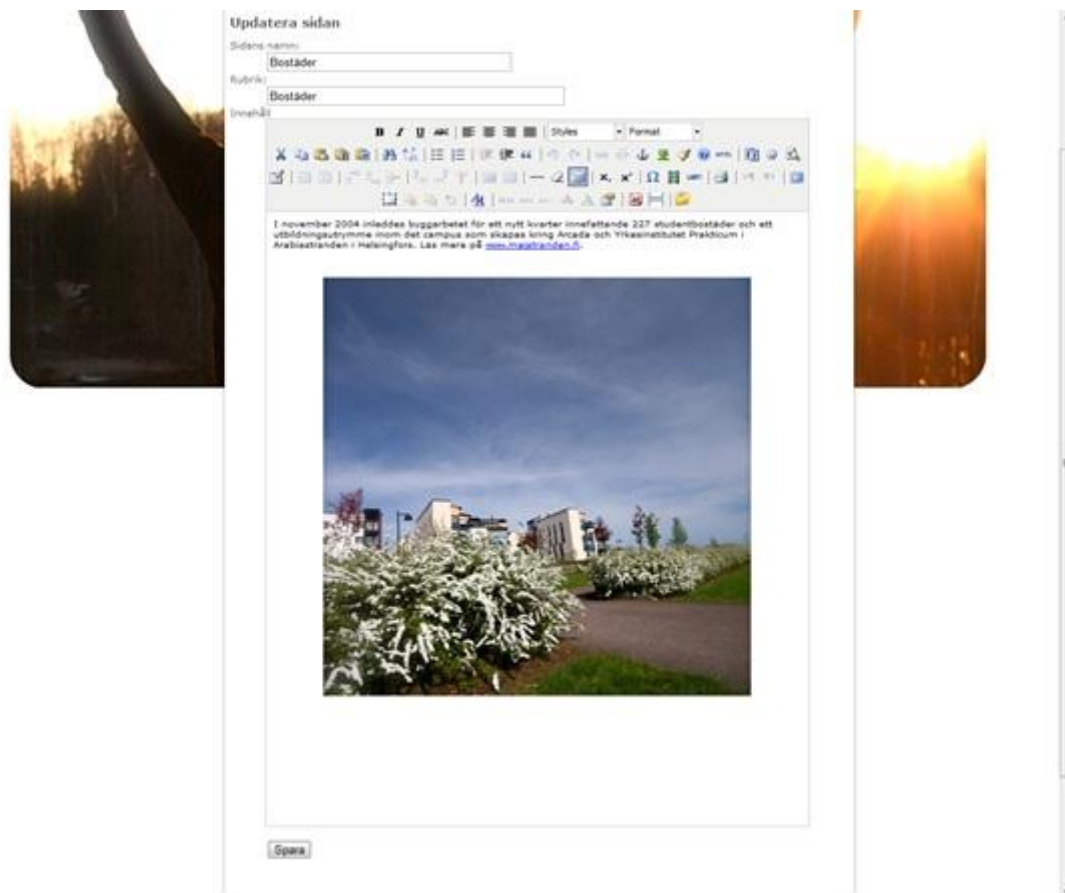 Updatera sidan
Sidans namn:
Bostäder
Rubrik:
Bostäder
Innehåll
B I U ABC Styles Format
I november 2004 inleddes byggarbetet för ett nytt kvarter innefattande 227 studentbostäder och ett
utbildningsutrymme inom det campus som skapas kring Arcada och Yrkesinstitutet Prakticum i
Arabiastranden i Helsingfors. Läs mera på www.majstranden.fi.
Spara